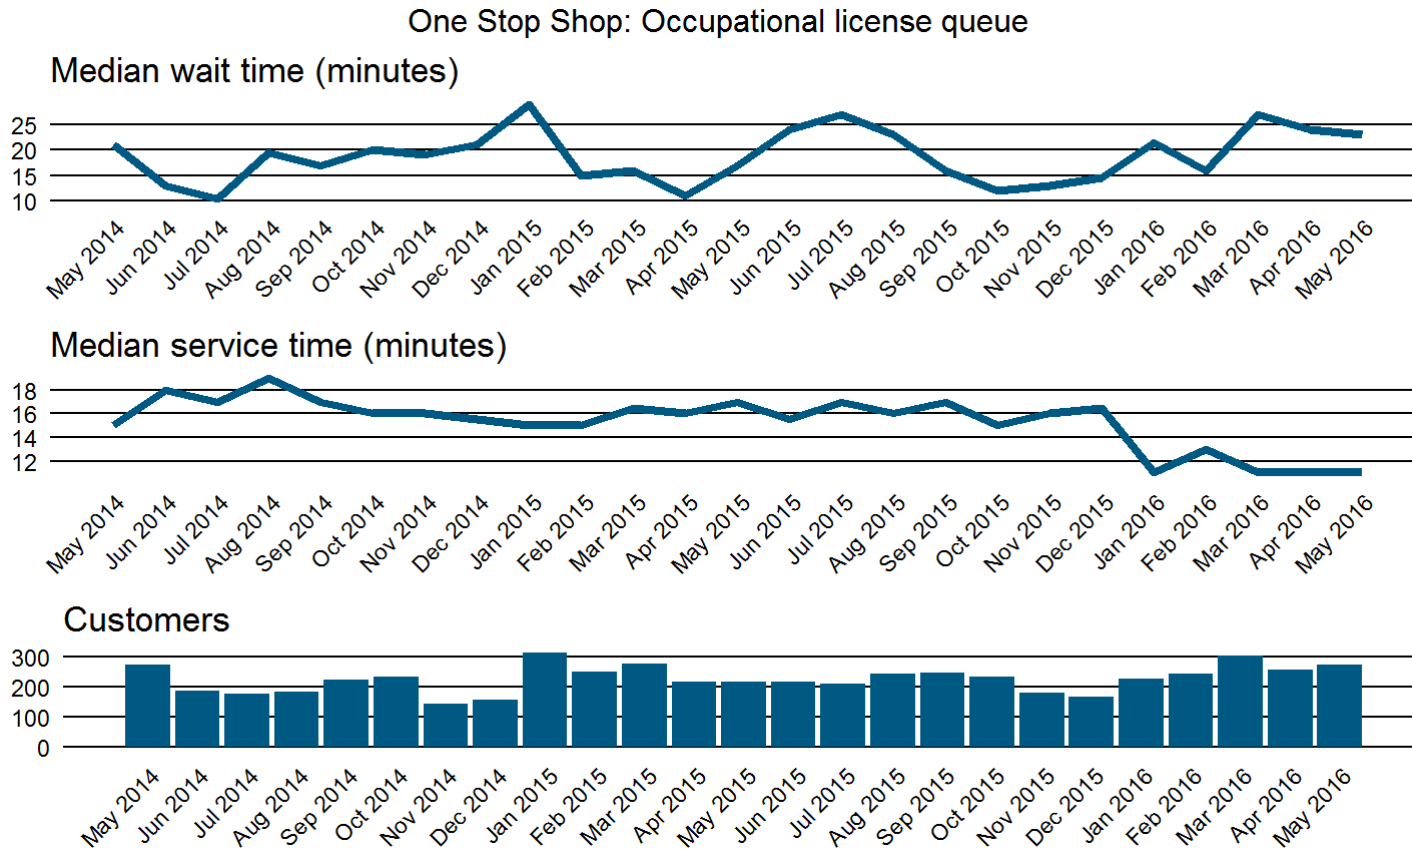 One Stop Shop: Occupational license queue
Median wait time (minutes)
25
20
15
10
May 2014 Jun 2014 Jul 2014 Aug 2014 Sep 2014 Oct 2014 Nov 2014 Dec 2014 Jan 2015 Feb 2015 Mar 2015 Apr 2015 May 2015 Jun 2015 Jul 2015 Aug 2015 Sep 2015 Oct 2015 Nov 2015 Dec 2015 Jan 2016 Feb 2016 Mar 2016 Apr 2016 May 2016
Median service time (minutes)
18
16
14
12
May 2014 Jun 2014 Jul 2014 Aug 2014 Sep 2014 Oct 2014 Nov 2014 Dec 2014 Jan 2015 Feb 2015 Mar 2015 Apr 2015 May 2015 Jun 2015 Jul 2015 Aug 2015 Sep 2015 Oct 2015 Nov 2015 Dec 2015 Jan 2016 Feb 2016 Mar 2016 Apr 2016 May 2016
Customers
300
200
100
0
May 2014 Jun 2014 Jul 2014 Aug 2014 Sep 2014 Oct 2014 Nov 2014 Dec 2014 Jan 2015 Feb 2015 Mar 2015 Apr 2015 May 2015 Jun 2015 Jul 2015 Aug 2015 Sep 2015 Oct 2015 Nov 2015 Dec 2015 Jan 2016 Feb 2016 Mar 2016 Apr 2016 May 2016